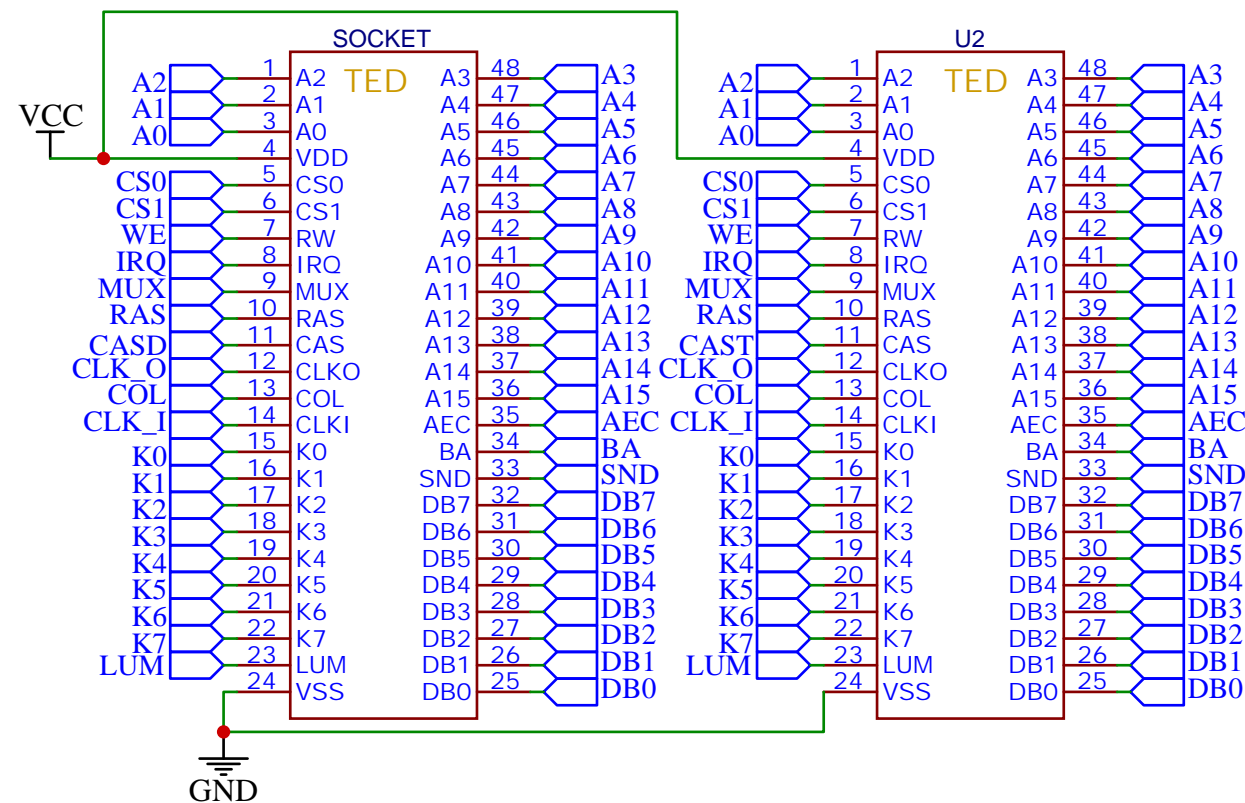 SOCKET U2
TED TED
A2 1 A2 A3 48 A3 A2 1 A2 A3 48 A3
A1 2 A1 A4 47 A4 A1 2 A1 A4 47 A4
VCC A0 3 A0 A5 46 A5 A0 3 A0 A5 46 A5
4 VDD A6 45 A6 4 VDD A6 45 A6
CS0 5 CS0 A7 44 A7 CS0 5 CS0 A7 44 A7
CS1 6 CS1 A8 43 A8 CS1 6 CS1 A8 43 A8
WE 7 RW A9 42 A9 WE 7 RW A9 42 A9
IRQ 8 IRQ A10 41 A10 IRQ 8 IRQ A10 41 A10
MUX 9 MUX A11 40 A11 MUX 9 MUX A11 40 A11
RAS 10 RAS A12 39 A12 RAS 10 RAS A12 39 A12
CASD 11 CAS A13 38 A13 CAST 11 CAS A13 38 A13
CLK_O 12 CLKO A14 37 A14 CLK_O 12 CLKO A14 37 A14
COL 13 COL A15 36 A15 COL 13 COL A15 36 A15
CLK_I 14 CLKI AEC 35 AEC CLK_I 14 CLKI AEC 35 AEC
K0 15 K0 BA 34 BA K0 15 K0 BA 34 BA
K1 16 K1 SND 33 SND K1 16 K1 SND 33 SND
K2 17 K2 DB7 32 DB7 K2 17 K2 DB7 32 DB7
K3 18 K3 DB6 31 DB6 K3 18 K3 DB6 31 DB6
K4 19 K4 DB5 30 DB5 K4 19 K4 DB5 30 DB5
K5 20 K5 DB4 29 DB4 K5 20 K5 DB4 29 DB4
K6 21 K6 DB3 28 DB3 K6 21 K6 DB3 28 DB3
K7 22 K7 DB2 27 DB2 K7 22 K7 DB2 27 DB2
LUM 23 LUM DB1 26 DB1 LUM 23 LUM DB1 26 DB1
24 VSS DB0 25 DB0 24 VSS DB0 25 DB0
GND